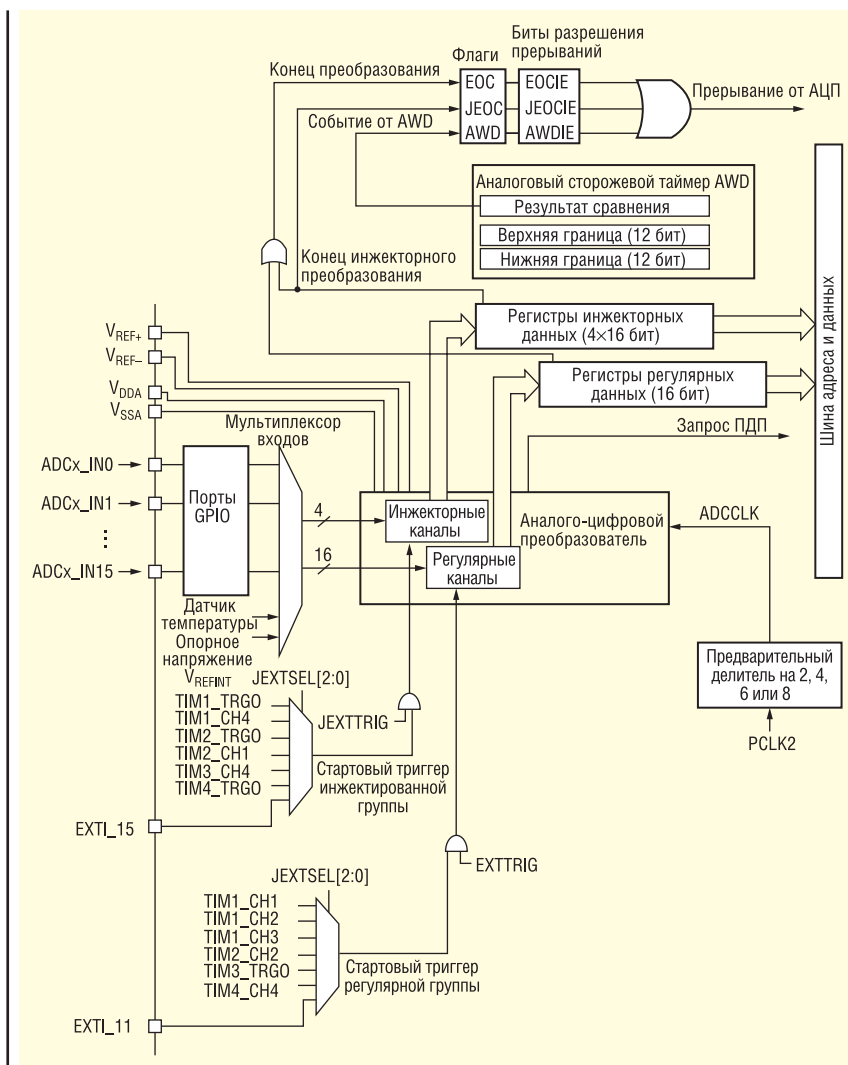 Биты разрешения
прерываний
Флаги
Конец преобразования
EOC
EOCIE
Прерывание от АЦП
JEOC
JEOCIE
Событие от AWD
AWD
AWDIE
Аналоговый сторожевой таймер AWD
Результат сравнения
Верхняя граница (12 бит)
Нижняя граница (12 бит)
Конец инжекторного
преобразования
Регистры инжекторных
данных (4×16 бит)
Регистры регулярных
данных (16 бит)
Шина адреса и данных
Запрос ПДП
VREF+
VREF–
VDDA
VSSA
Мультиплексор
входов
ADCx_IN0
ADCx_IN1
⋮
ADCx_IN15
Порты
GPIO
4
16
Инжекторные
каналы
Регулярные
каналы
Аналого-цифровой
преобразователь
ADCCLK
Датчик
температуры
Опорное
напряжение
VREFINT
Предварительный
делитель на 2, 4,
6 или 8
PCLK2
JEXTSEL[2:0]
TIM1_TRGO
TIM1_CH4
TIM2_TRGO
TIM2_CH1
TIM3_CH4
TIM4_TRGO
JEXTTRIG
Стартовый триггер
инжектированной
группы
EXTI_15
EXTTRIG
JEXTSEL[2:0]
TIM1_CH1
TIM1_CH2
TIM1_CH3
TIM2_CH2
TIM3_TRGO
TIM4_CH4
Стартовый триггер
регулярной группы
EXTI_11